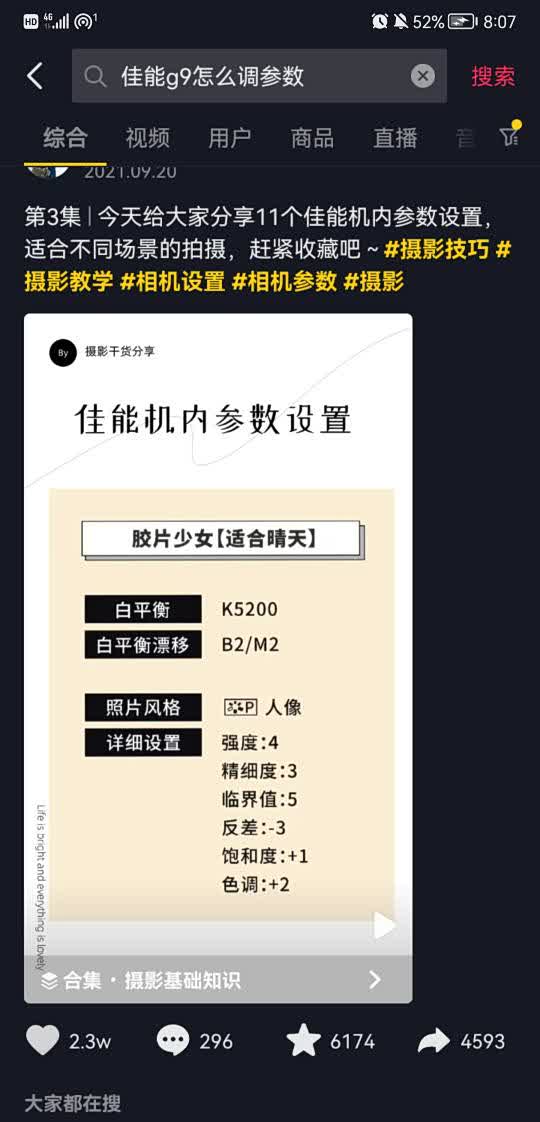 HD 4G 1 52% 8:07
佳能g9怎么调参数 搜索
综合 视频 用户 商品 直播 音
2021.09.20
第3集 | 今天给大家分享11个佳能机内参数设置，
适合不同场景的拍摄，赶紧收藏吧 ~ #摄影技巧 #
摄影教学 #相机设置 #相机参数 #摄影
By 摄影干货分享
佳能机内参数设置
胶片少女【适合晴天】
白平衡 K5200
白平衡漂移 B2/M2
照片风格 P 人像
详细设置 强度:4
精细度:3
临界值:5
反差:-3
饱和度:+1
色调:+2
Life is bright and everything is lovely
合集 · 摄影基础知识
2.3w 296 6174 4593
大家都在搜